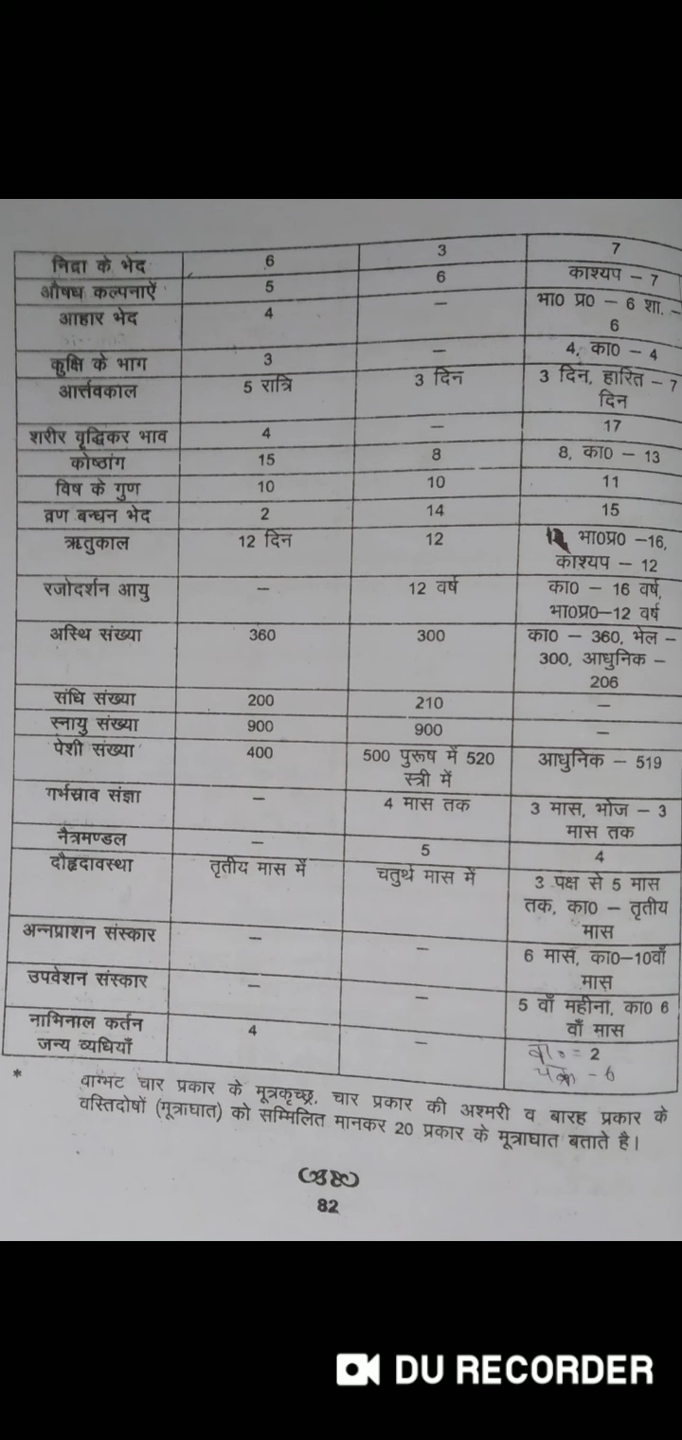 निद्रा के भेद 6 3 7
औषध कल्पनाऐं 5 6 काश्यप – 7
आहार भेद 4 – भा0 प्र0 – 6 शा. –
6
कुक्षि के भाग 3 – 4, का0 – 4
आर्त्तवकाल 5 रात्रि 3 दिन 3 दिन, हारित – 7
दिन
शरीर वृद्धिकर भाव 4 – 17
कोष्ठांग 15 8 8, का0 – 13
विष के गुण 10 10 11
व्रण बन्धन भेद 2 14 15
ऋतुकाल 12 दिन 12 भा0प्र0 –16,
काश्यप – 12
रजोदर्शन आयु – 12 वर्ष का0 – 16 वर्ष,
भा0प्र0–12 वर्ष
अस्थि संख्या 360 300 का0 – 360, भेल –
300, आधुनिक –
206
संधि संख्या 200 210 –
स्नायु संख्या 900 900 –
पेशी संख्या 400 500 पुरूष में 520 आधुनिक – 519
स्त्री में
गर्भस्राव संज्ञा – 4 मास तक 3 मास, भोज – 3
मास तक
नैत्रमण्डल – 5 4
दौहृदावस्था तृतीय मास में चतुर्थ मास में 3 पक्ष से 5 मास
तक, का0 – तृतीय
मास
अन्नप्राशन संस्कार – – 6 मास, का0–10वाँ
मास
उपवेशन संस्कार – – 5 वाँ महीना, का0 6
वाँ मास
नाभिनाल कर्तन 4 –
जन्य व्यधियाँ
वा० = 2
– 6
* वाग्भट चार प्रकार के मूत्रकृच्छ्र, चार प्रकार की अश्मरी व बारह प्रकार के
वस्तिदोषों (मूत्राघात) को सम्मिलित मानकर 20 प्रकार के मूत्राघात बताते है।
82
DU RECORDER